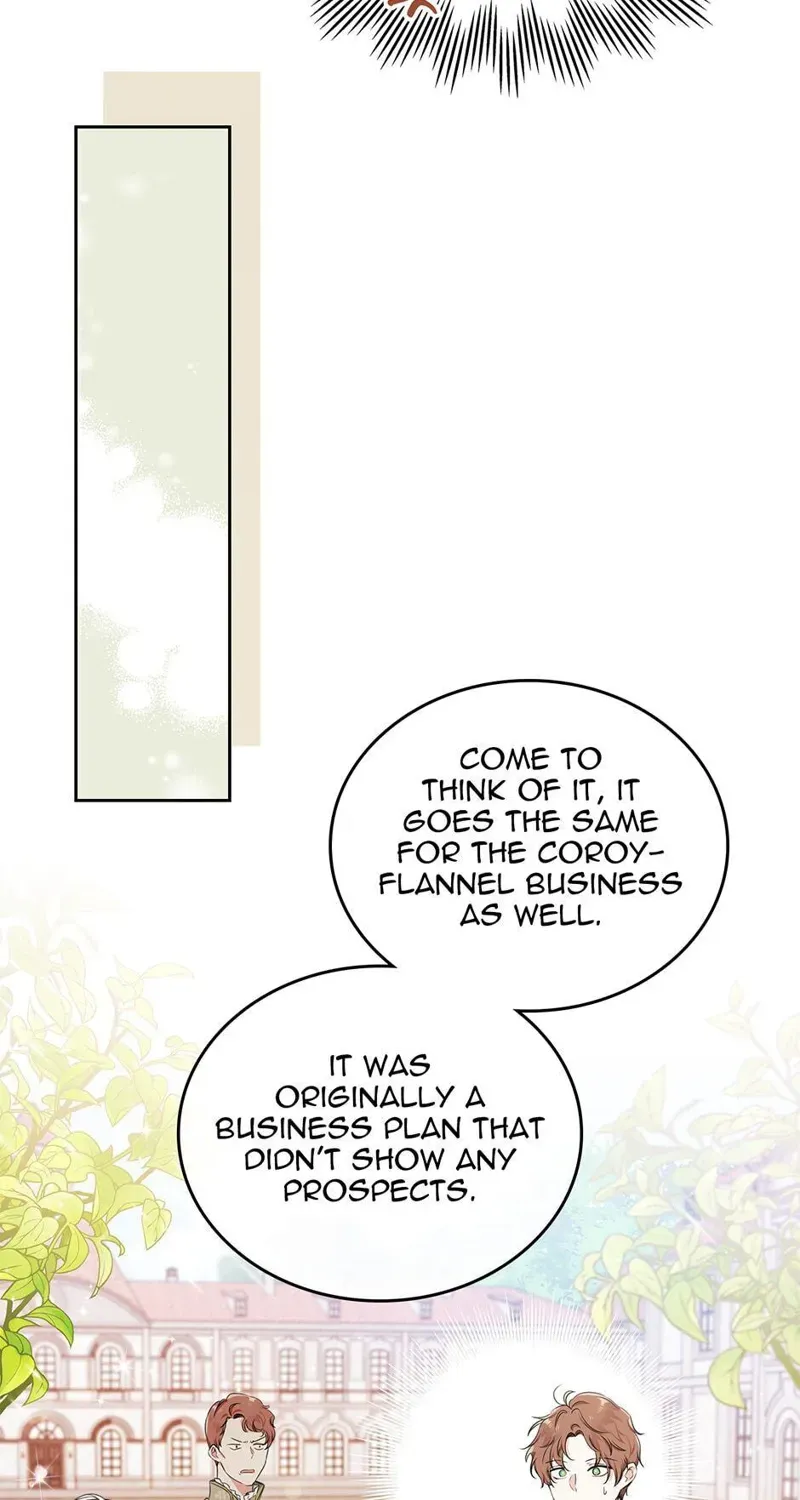 COME TO
THINK OF IT, IT
GOES THE SAME
FOR THE COROY-
FLANNEL BUSINESS
AS WELL.
IT WAS
ORIGINALLY A
BUSINESS PLAN THAT
DIDN'T SHOW ANY
PROSPECTS.